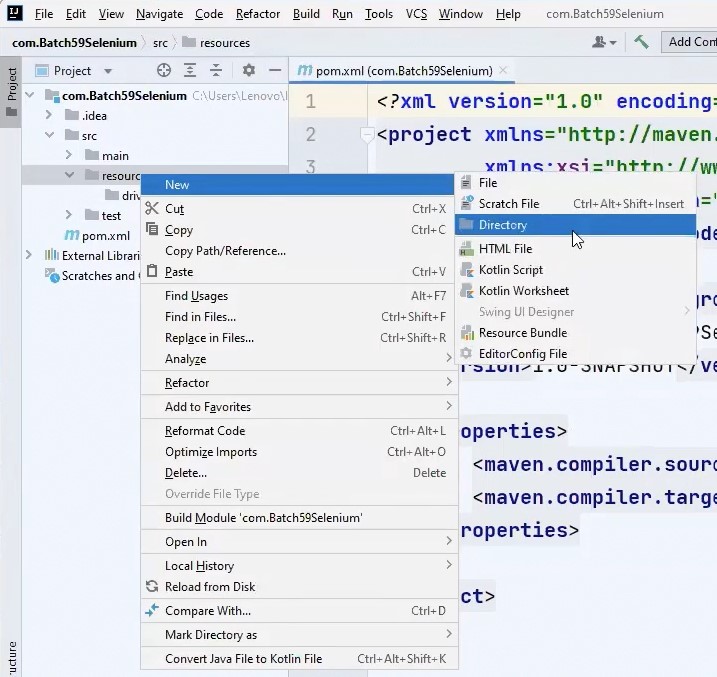 File Edit View Navigate Code Refactor Build Run Tools VCS Window Help com.Batch59Selenium
com.Batch59Selenium src resources Add Con
Project
Project
pom.xml (com.Batch59Selenium)
com.Batch59Selenium C:\Users\Lenovo\I
.idea
src
main
resourc
driv
test
pom.xml
External Librari
Scratches and
1 <?xml version="1.0" encoding=
2 <project xmlns="http://maven.
3 xmlns:xsi="http://w
New
Cut Ctrl+X
Copy Ctrl+C
Copy Path/Reference...
Paste Ctrl+V
Find Usages Alt+F7
Find in Files... Ctrl+Shift+F
Replace in Files... Ctrl+Shift+R
Analyze
Refactor
Add to Favorites
Reformat Code Ctrl+Alt+L
Optimize Imports Ctrl+Alt+O
Delete... Delete
Override File Type
Build Module 'com.Batch59Selenium'
Open In
Local History
Reload from Disk
Compare With... Ctrl+D
Mark Directory as
Convert Java File to Kotlin File Ctrl+Alt+Shift+K
File
Scratch File Ctrl+Alt+Shift+Insert
Directory
HTML File
Kotlin Script
Kotlin Worksheet
Swing UI Designer
Resource Bundle
EditorConfig File
rsion>1.0-SNAPSHOT</ve
operties>
<maven.compiler.sourc
<maven.compiler.targe
roperties>
ct>
ucture